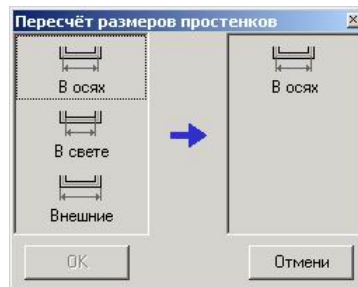 Пересчёт размеров простенков
В осях
В свете
Внешние
В осях
OK
Отмени